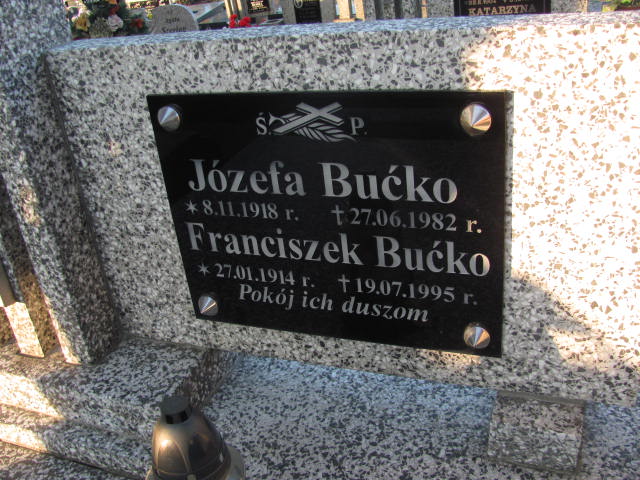 KATARZYNA
Ś. P.
Józefa Bućko
* 8.11.1918 r. † 27.06.1982 r.
Franciszek Bućko
* 27.01.1914 r. † 19.07.1995 r.
Pokój ich duszom